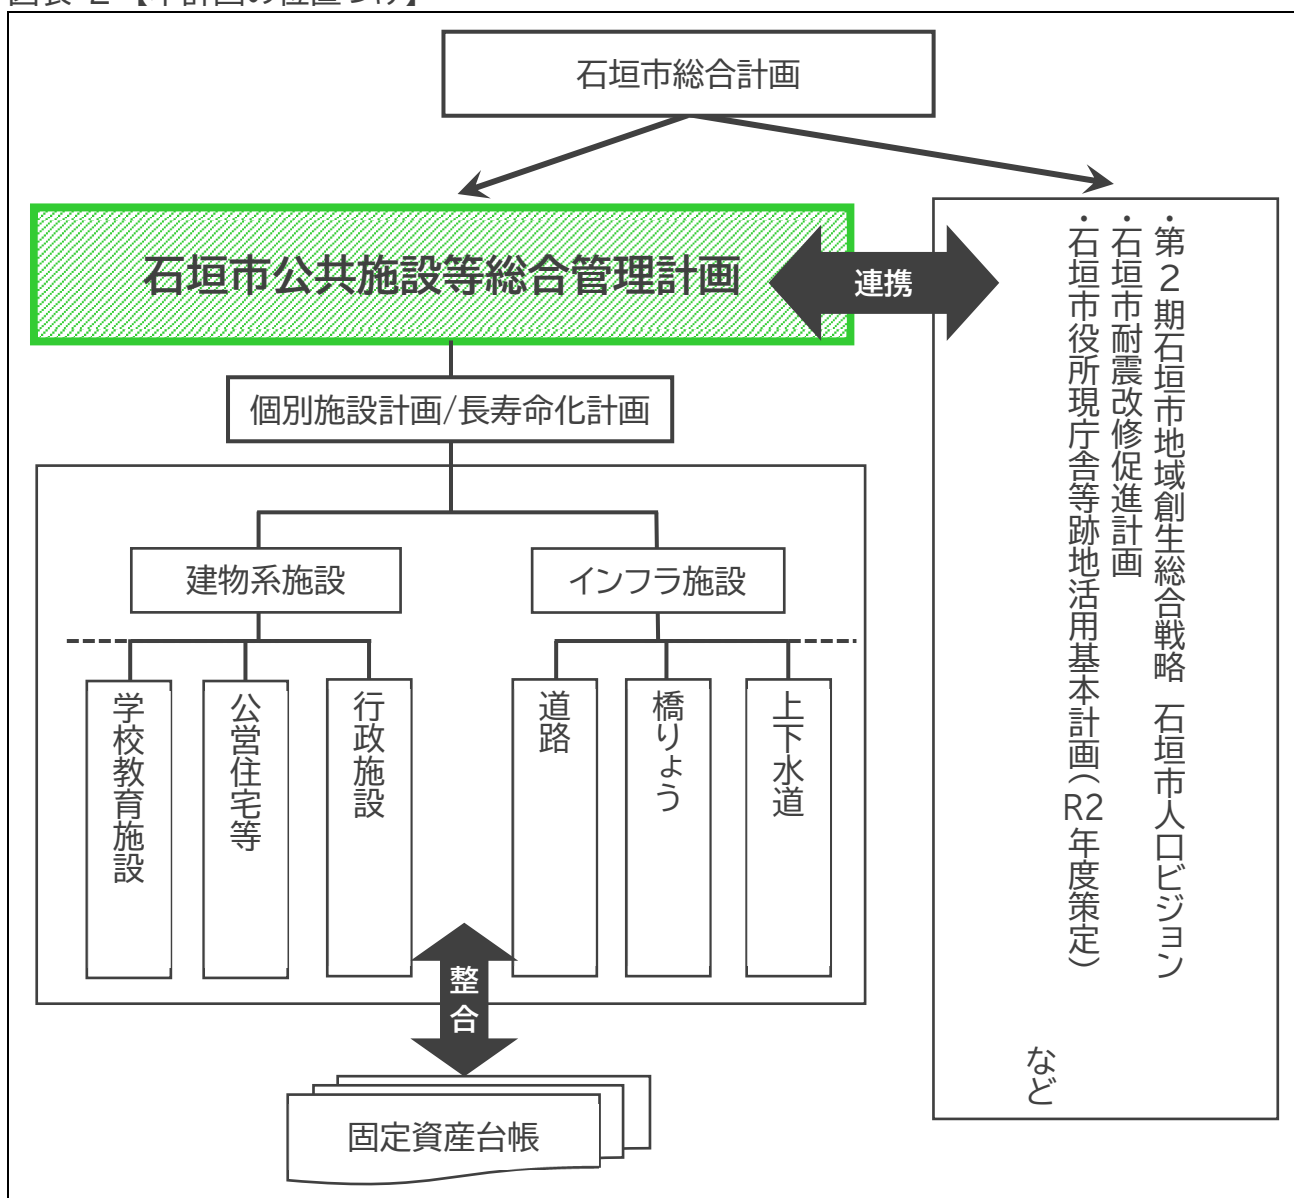 石垣市総合計画
石垣市公共施設等総合管理計画
連携
・第2期石垣市地域創生総合戦略 石垣市人口ビジョン
・石垣市耐震改修促進計画
・石垣市役所現庁舎等跡地活用基本計画(R2年度策定)
など
個別施設計画/長寿命化計画
建物系施設
インフラ施設
学校教育施設
公営住宅等
行政施設
道路
橋りょう
上下水道
整合
固定資産台帳